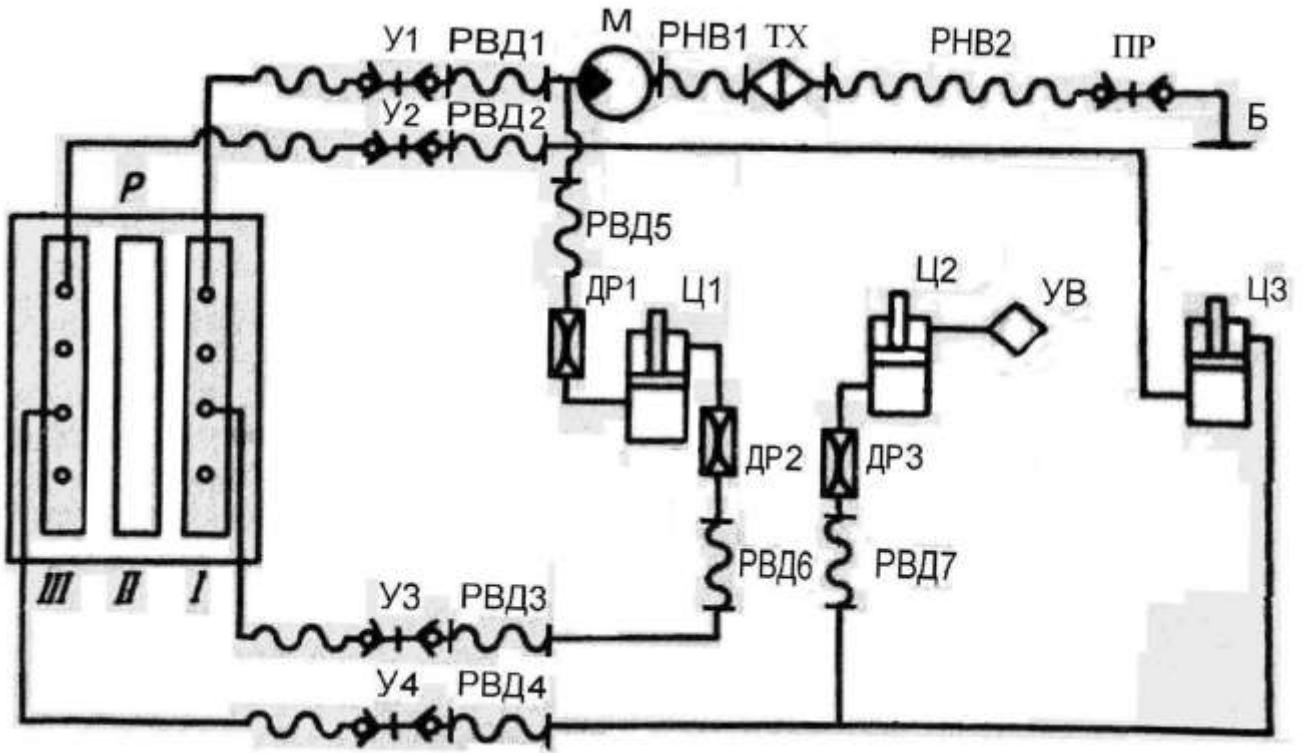 М
У1 РВД1 РНВ1 ТХ РНВ2 ПР
У2 РВД2 Б
Р
РВД5
ДР1 Ц1 Ц2 УВ Ц3
ДР2 ДР3
РВД6 РВД7
III II I
У3 РВД3
У4 РВД4